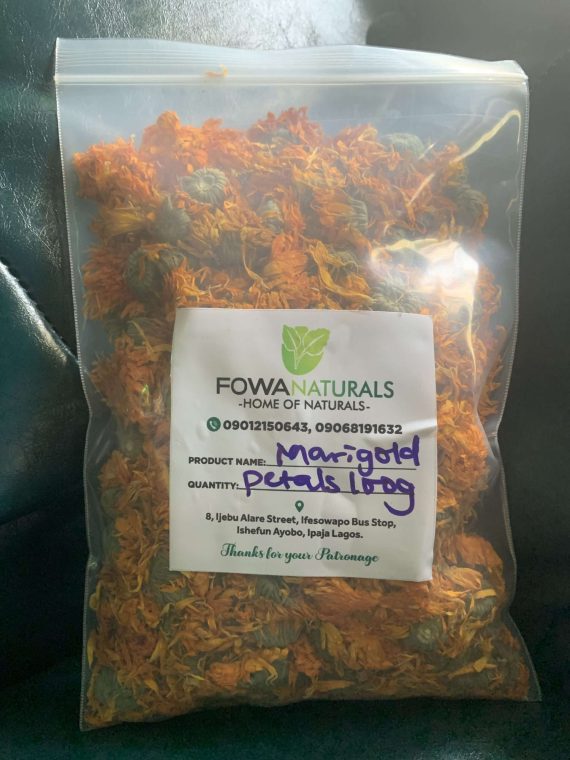 FOWANATURALS
-HOME OF NATURALS-
09012150643, 09068191632
PRODUCT NAME: Marigold
QUANTITY: petals 100g
8, Ijebu Alare Street, Ifesowapo Bus Stop,
Ishefun Ayobo, Ipaja Lagos.
Thanks for your Patronage